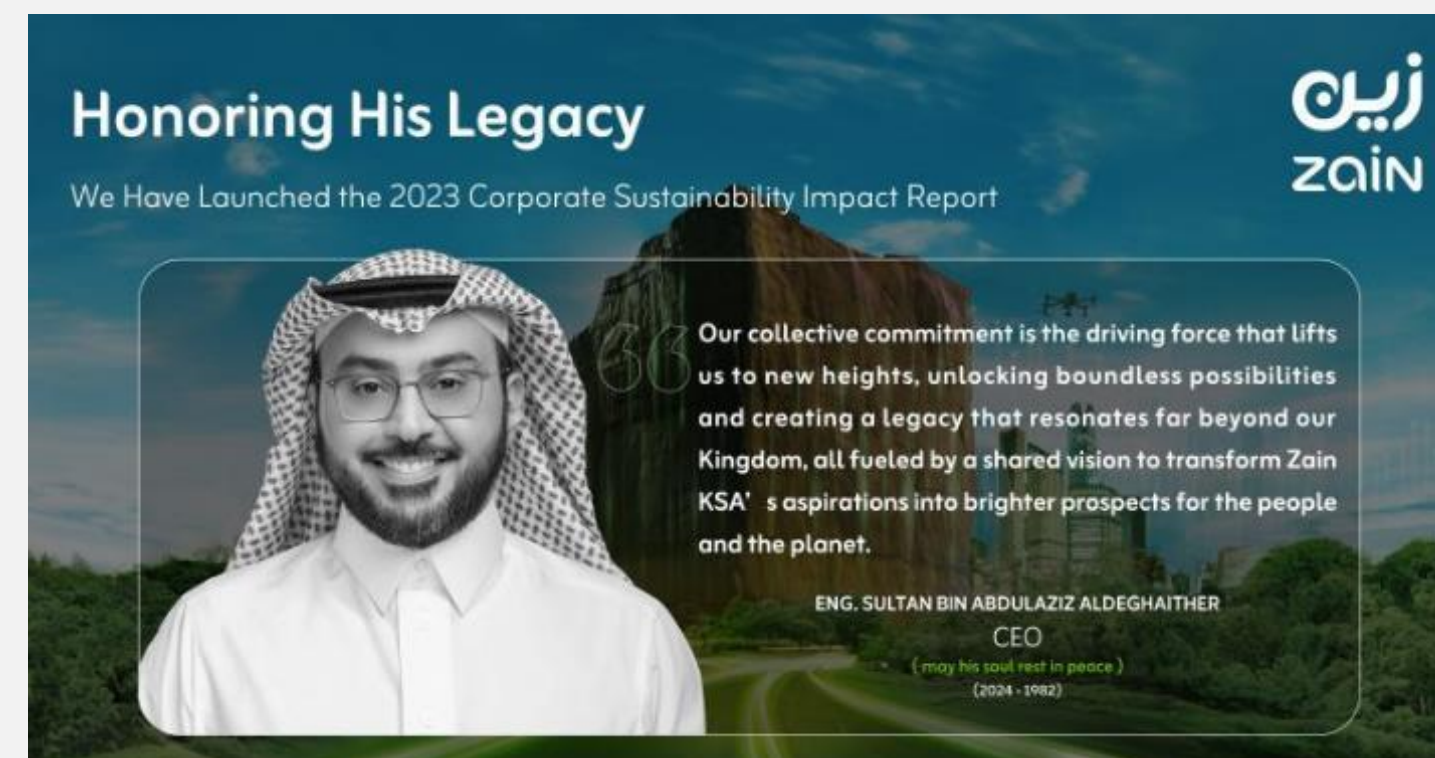 Honoring His Legacy
زين
zain
We Have Launched the 2023 Corporate Sustainability Impact Report
Our collective commitment is the driving force that lifts
us to new heights, unlocking boundless possibilities
and creating a legacy that resonates far beyond our
Kingdom, all fueled by a shared vision to transform Zain
KSA' s aspirations into brighter prospects for the people
and the planet.
ENG. SULTAN BIN ABDULAZIZ ALDEGHAITHER
CEO
( may his soul rest in peace )
(2024 - 1982)